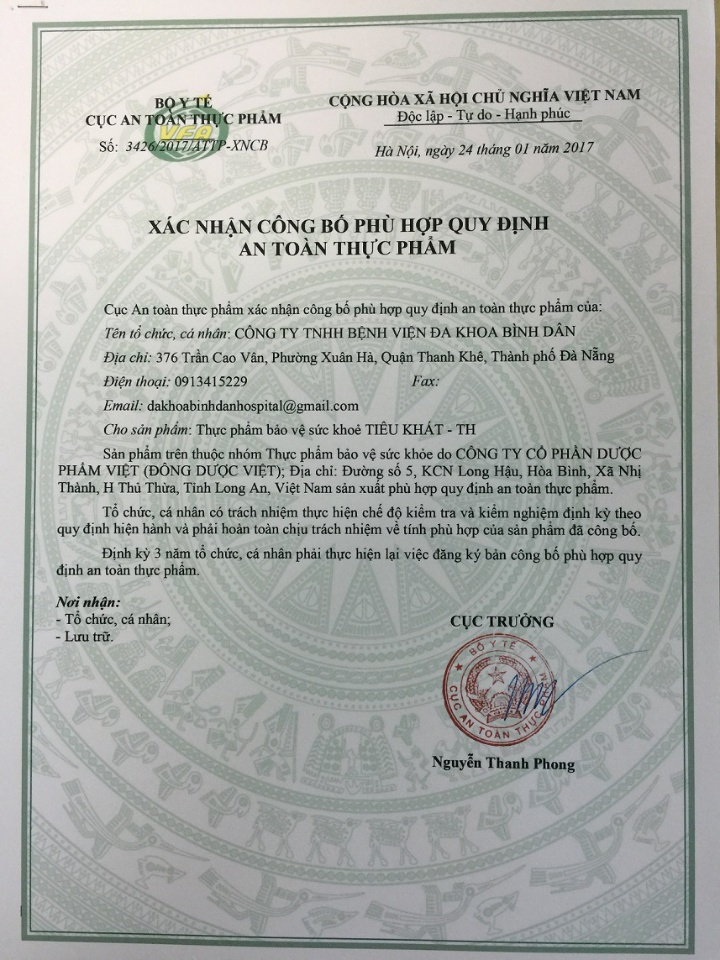 BỘ Y TẾ
CỤC AN TOÀN THỰC PHẨM
VFA
Số: 3426/2017/ATTP-XNCB
CỘNG HÒA XÃ HỘI CHỦ NGHĨA VIỆT NAM
Độc lập - Tự do - Hạnh phúc
Hà Nội, ngày 24 tháng 01 năm 2017
XÁC NHẬN CÔNG BỐ PHÙ HỢP QUY ĐỊNH
AN TOÀN THỰC PHẨM
Cục An toàn thực phẩm xác nhận công bố phù hợp quy định an toàn thực phẩm của:
Tên tổ chức, cá nhân: CÔNG TY TNHH BỆNH VIỆN ĐA KHOA BÌNH DÂN
Địa chỉ: 376 Trần Cao Vân, Phường Xuân Hà, Quận Thanh Khê, Thành phố Đà Nẵng
Điện thoại: 0913415229 Fax:
Email: dakhoabinhdanhospital@gmail.com
Cho sản phẩm: Thực phẩm bảo vệ sức khoẻ TIÊU KHÁT - TH
Sản phẩm trên thuộc nhóm Thực phẩm bảo vệ sức khỏe do CÔNG TY CỔ PHẦN DƯỢC
PHẨM VIỆT (ĐÔNG DƯỢC VIỆT); Địa chỉ: Đường số 5, KCN Long Hậu, Hòa Bình, Xã Nhị
Thành, H Thủ Thừa, Tỉnh Long An, Việt Nam sản xuất phù hợp quy định an toàn thực phẩm.
Tổ chức, cá nhân có trách nhiệm thực hiện chế độ kiểm tra và kiểm nghiệm định kỳ theo
quy định hiện hành và phải hoàn toàn chịu trách nhiệm về tính phù hợp của sản phẩm đã công bố.
Định kỳ 3 năm tổ chức, cá nhân phải thực hiện lại việc đăng ký bản công bố phù hợp quy
định an toàn thực phẩm.
Nơi nhận:
- Tổ chức, cá nhân;
- Lưu trữ.
CỤC TRƯỞNG
BỘ Y TẾ
CỤC AN TOÀN THỰC PHẨM
Nguyễn Thanh Phong